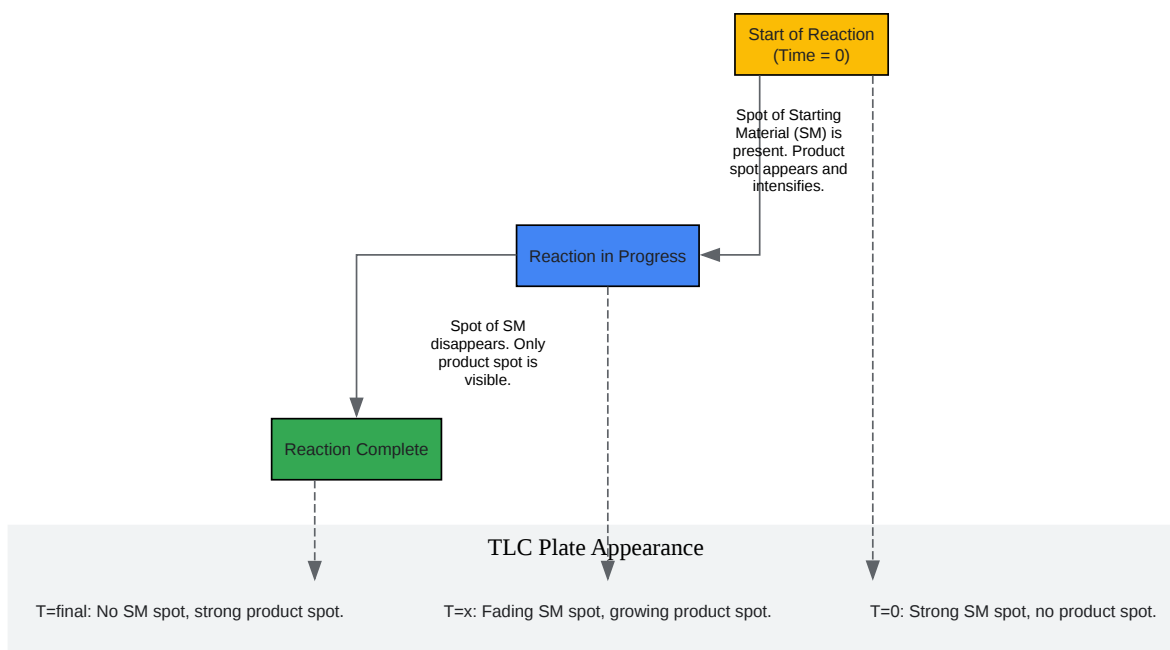 Start of Reaction
(Time = 0)
Spot of Starting
Material (SM) is
present. Product
spot appears and
intensifies.
Reaction in Progress
Spot of SM
disappears. Only
product spot is
visible.
Reaction Complete
TLC Plate Appearance
T=final: No SM spot, strong product spot.
T=x: Fading SM spot, growing product spot.
T=0: Strong SM spot, no product spot.